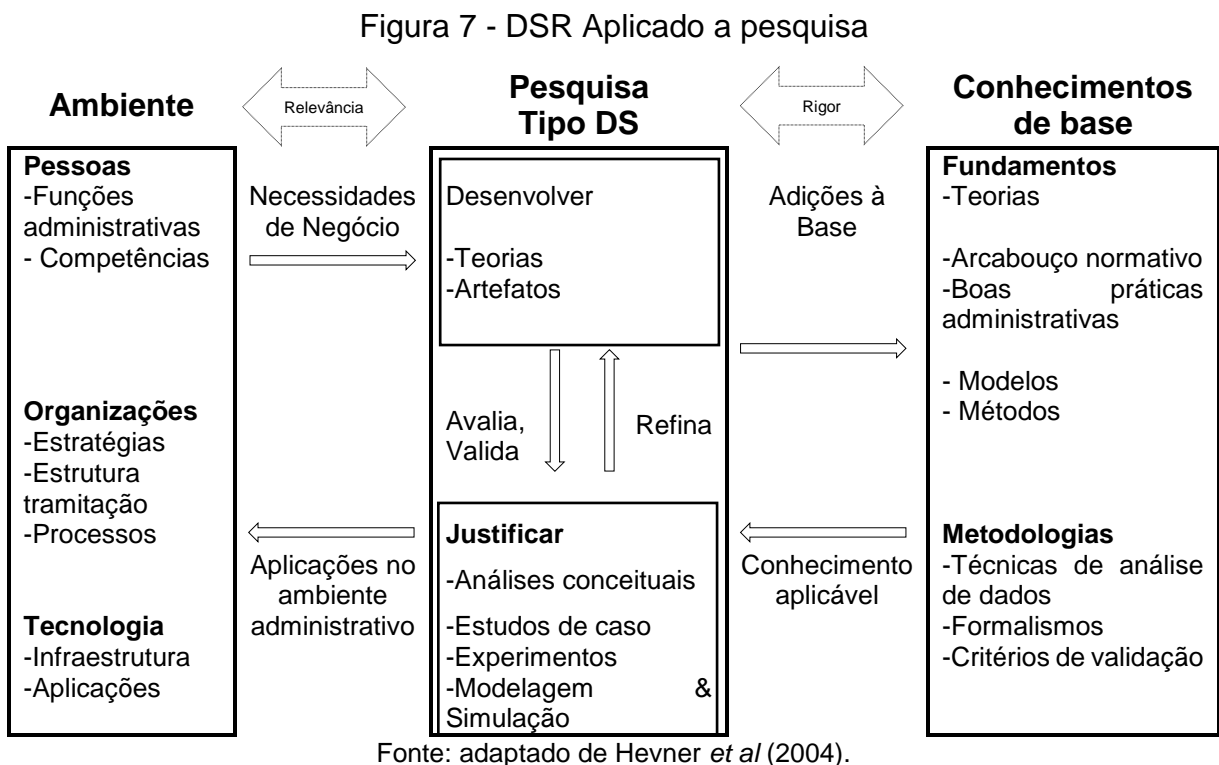 Figura 7 - DSR Aplicado a pesquisa
Ambiente
Relevância
Pesquisa
Tipo DS
Rigor
Conhecimentos
de base
Pessoas
-Funções
administrativas
- Competências
Organizações
-Estratégias
-Estrutura
tramitação
-Processos
Tecnologia
-Infraestrutura
-Aplicações
Necessidades
de Negócio
Aplicações no
ambiente
administrativo
Desenvolver
-Teorias
-Artefatos
Avalia,
Valida
Refina
Justificar
-Análises conceituais
-Estudos de caso
-Experimentos
-Modelagem &
Simulação
Adições à
Base
Conhecimento
aplicável
Fundamentos
-Teorias
-Arcabouço normativo
-Boas práticas
administrativas
- Modelos
- Métodos
Metodologias
-Técnicas de análise
de dados
-Formalismos
-Critérios de validação
Fonte: adaptado de Hevner et al (2004).